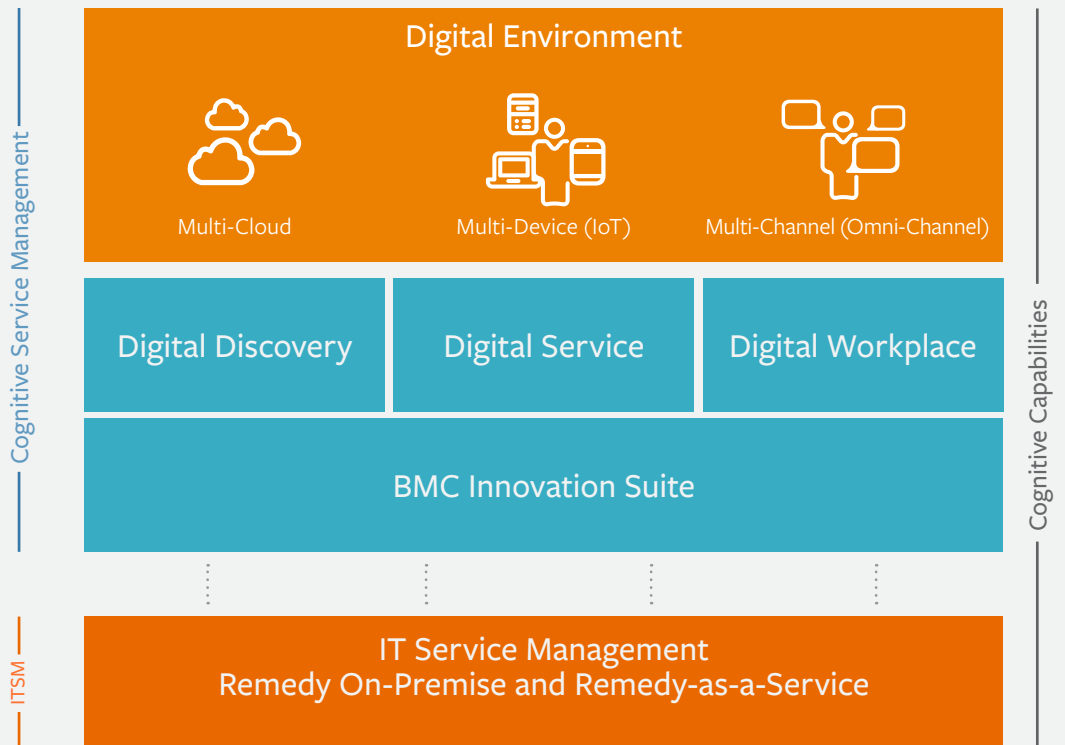 Digital Environment
Multi-Cloud
Multi-Device (IoT)
Multi-Channel (Omni-Channel)
Cognitive Service Management
Digital Discovery
Digital Service
Digital Workplace
BMC Innovation Suite
Cognitive Capabilities
ITSM
IT Service Management
Remedy On-Premise and Remedy-as-a-Service